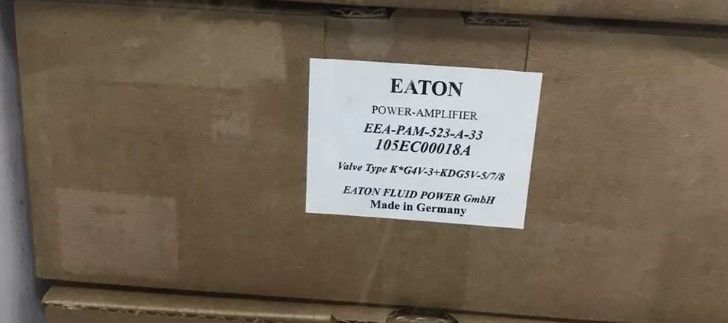 EATON
POWER-AMPLIFIER
EEA-PAM-523-A-33
105EC00018A
Valve Type K*G4V-3+KDG5V-5/7/8
EATON FLUID POWER GmbH
Made in Germany